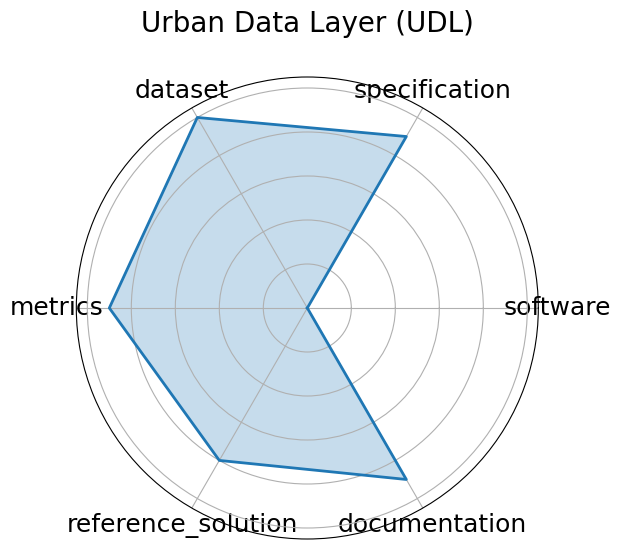 Urban Data Layer (UDL)
dataset
specification
metrics
software
reference_solution
documentation